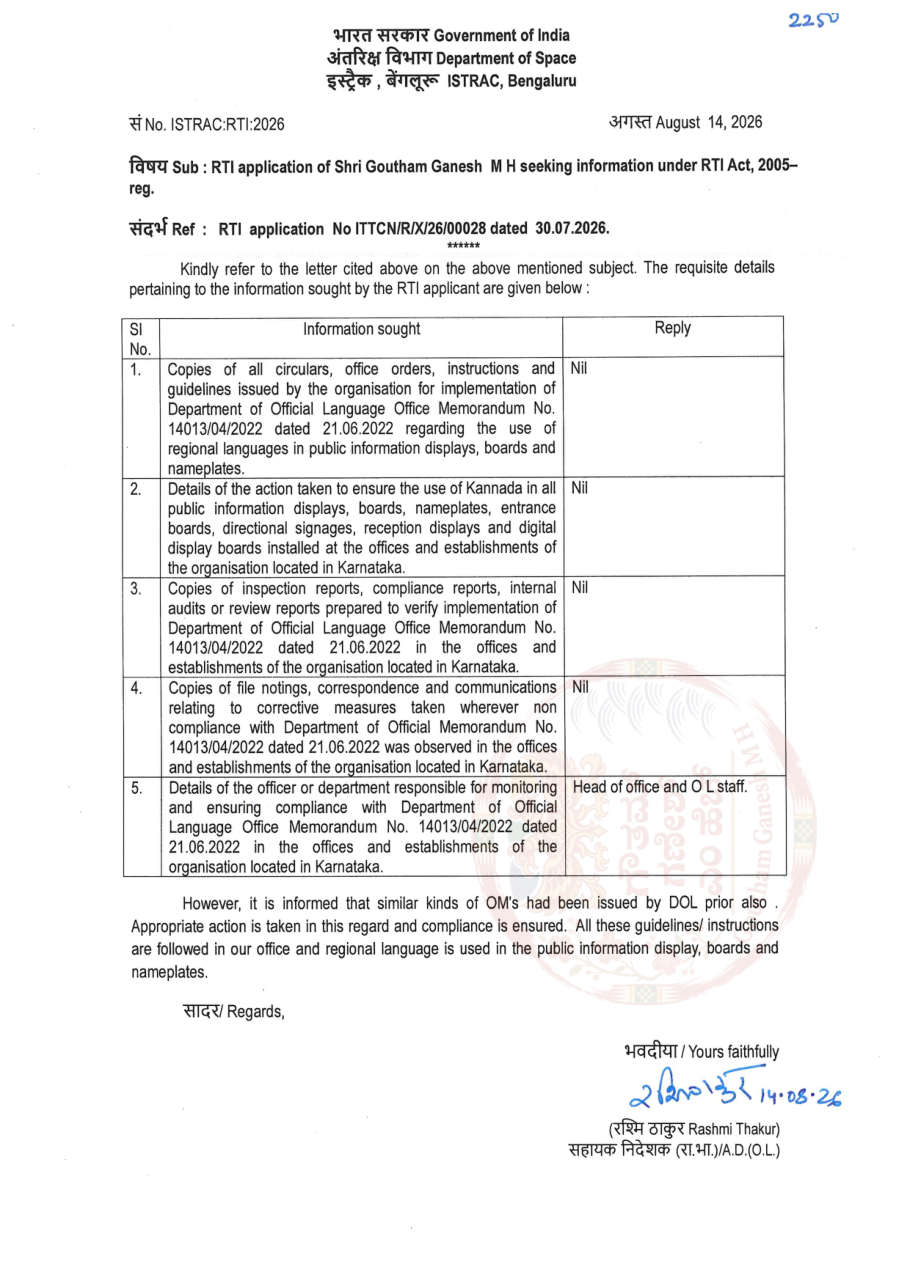 2250
भारत सरकार Government of India
अंतरिक्ष विभाग Department of Space
इस्ट्रैक , बेंगलूरू ISTRAC, Bengaluru
सं No. ISTRAC:RTI:2026
अगस्त August 14, 2026
विषय Sub : RTI application of Shri Goutham Ganesh M H seeking information under RTI Act, 2005–
reg.
संदर्भ Ref : RTI application No ITTCN/R/X/26/00028 dated 30.07.2026.
******
Kindly refer to the letter cited above on the above mentioned subject. The requisite details
pertaining to the information sought by the RTI applicant are given below :
Sl No. Information sought Reply
1. Copies of all circulars, office orders, instructions and Nil
guidelines issued by the organisation for implementation of
Department of Official Language Office Memorandum No.
14013/04/2022 dated 21.06.2022 regarding the use of
regional languages in public information displays, boards and
nameplates.
2. Details of the action taken to ensure the use of Kannada in all Nil
public information displays, boards, nameplates, entrance
boards, directional signages, reception displays and digital
display boards installed at the offices and establishments of
the organisation located in Karnataka.
3. Copies of inspection reports, compliance reports, internal Nil
audits or review reports prepared to verify implementation of
Department of Official Language Office Memorandum No.
14013/04/2022 dated 21.06.2022 in the offices and
establishments of the organisation located in Karnataka.
4. Copies of file notings, correspondence and communications Nil
relating to corrective measures taken wherever non
compliance with Department of Official Memorandum No.
14013/04/2022 dated 21.06.2022 was observed in the offices
and establishments of the organisation located in Karnataka.
5. Details of the officer or department responsible for monitoring Head of office and O L staff.
and ensuring compliance with Department of Official
Language Office Memorandum No. 14013/04/2022 dated
21.06.2022 in the offices and establishments of the
organisation located in Karnataka.
ಗೌತಮ
ಗಣೇಶ
ಎಂ ಹೆಚ್
Goutham Ganesh M H
However, it is informed that similar kinds of OM's had been issued by DOL prior also .
Appropriate action is taken in this regard and compliance is ensured. All these guidelines/ instructions
are followed in our office and regional language is used in the public information display, boards and
nameplates.
सादर/ Regards,
भवदीया / Yours faithfully
14.08.26
(रश्मि ठाकुर Rashmi Thakur)
सहायक निदेशक (रा.भा.)/A.D.(O.L.)